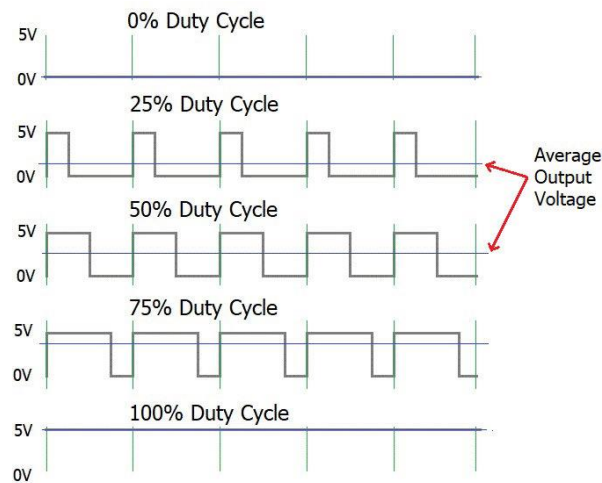 0% Duty Cycle
5V
0V
25% Duty Cycle
5V
0V
Average
Output
Voltage
50% Duty Cycle
5V
0V
75% Duty Cycle
5V
0V
100% Duty Cycle
5V
0V